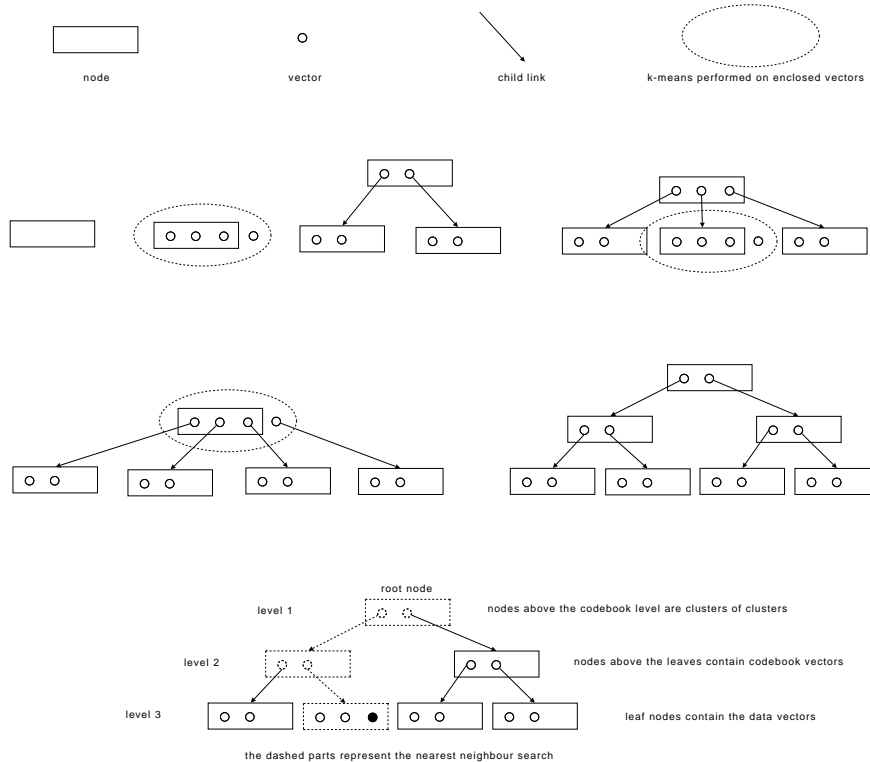 node
vector
child link
k-means performed on enclosed vectors
root node
level 1
nodes above the codebook level are clusters of clusters
level 2
nodes above the leaves contain codebook vectors
level 3
leaf nodes contain the data vectors
the dashed parts represent the nearest neighbour search